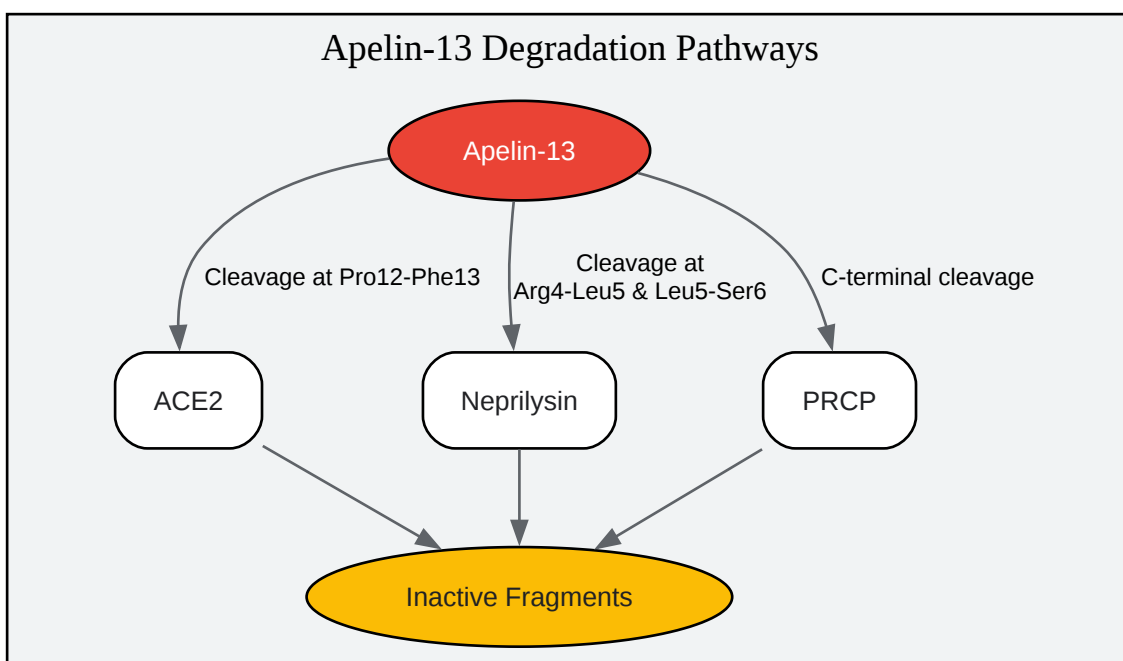 Apelin-13 Degradation Pathways
Apelin-13
Cleavage at Pro12-Phe13
Cleavage at
Arg4-Leu5 & Leu5-Ser6
C-terminal cleavage
ACE2
Neprilysin
PRCP
Inactive Fragments